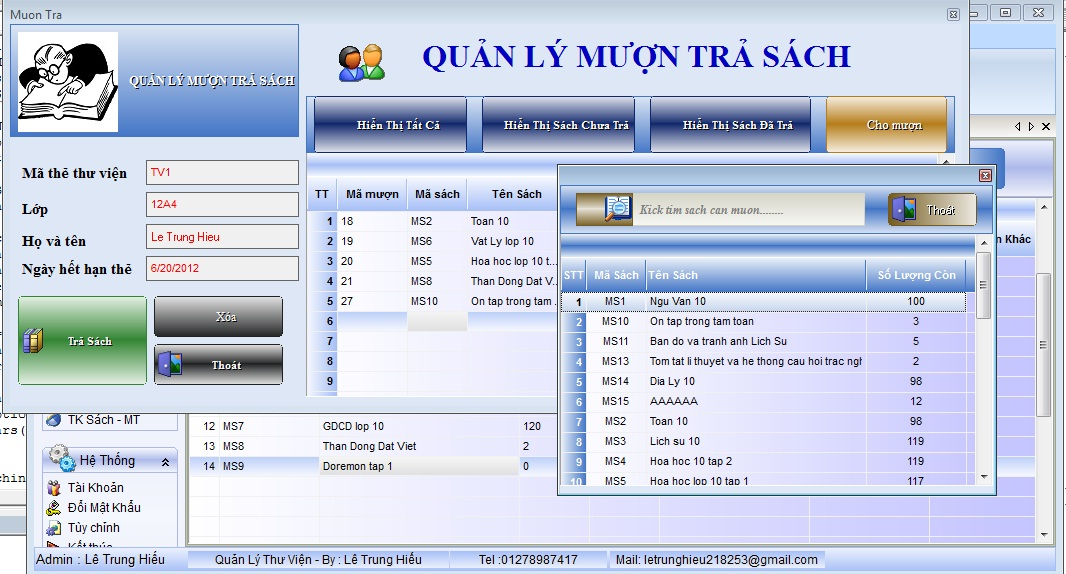 Muon Tra
QUẢN LÝ MƯỢN TRẢ SÁCH
QUẢN LÝ MƯỢN TRẢ SÁCH
Hiển Thị Tất Cả
Hiển Thị Sách Chưa Trả
Hiển Thị Sách Đã Trả
Cho mượn
Mã thẻ thư viện
TV1
Lớp
12A4
Họ và tên
Le Trung Hieu
Ngày hết hạn thẻ
6/20/2012
Trả Sách
Xóa
Thoát
TT Mã mượn Mã sách Tên Sách
1 18 MS2 Toan 10
2 19 MS6 Vat Ly lop 10
3 20 MS5 Hoa hoc lop 10 t...
4 21 MS8 Than Dong Dat V...
5 27 MS10 On tap trong tam ...
6
7
8
9
Kick tim sach can muon........
Thoát
STT Mã Sách Tên Sách Số Lượng Còn
1 MS1 Ngu Van 10 100
2 MS10 On tap trong tam toan 3
3 MS11 Ban do va tranh anh Lich Su 5
4 MS13 Tom tat li thuyet va he thong cau hoi trac ngh 2
5 MS14 Dia Ly 10 98
6 MS15 AAAAAA 12
7 MS2 Toan 10 98
8 MS3 Lich su 10 119
9 MS4 Hoa hoc 10 tap 2 119
10 MS5 Hoa hoc lop 10 tap 1 117
n Khác
TK Sách - MT
Hệ Thống
Tài Khoản
Đổi Mật Khẩu
Tùy chỉnh
Kết thúc
12 MS7 GDCD lop 10 120
13 MS8 Than Dong Dat Viet 2
14 MS9 Doremon tap 1 0
Admin : Lê Trung Hiếu
Quản Lý Thư Viện - By : Lê Trung Hiếu
Tel :01278987417
Mail: letrunghieu218253@gmail.com